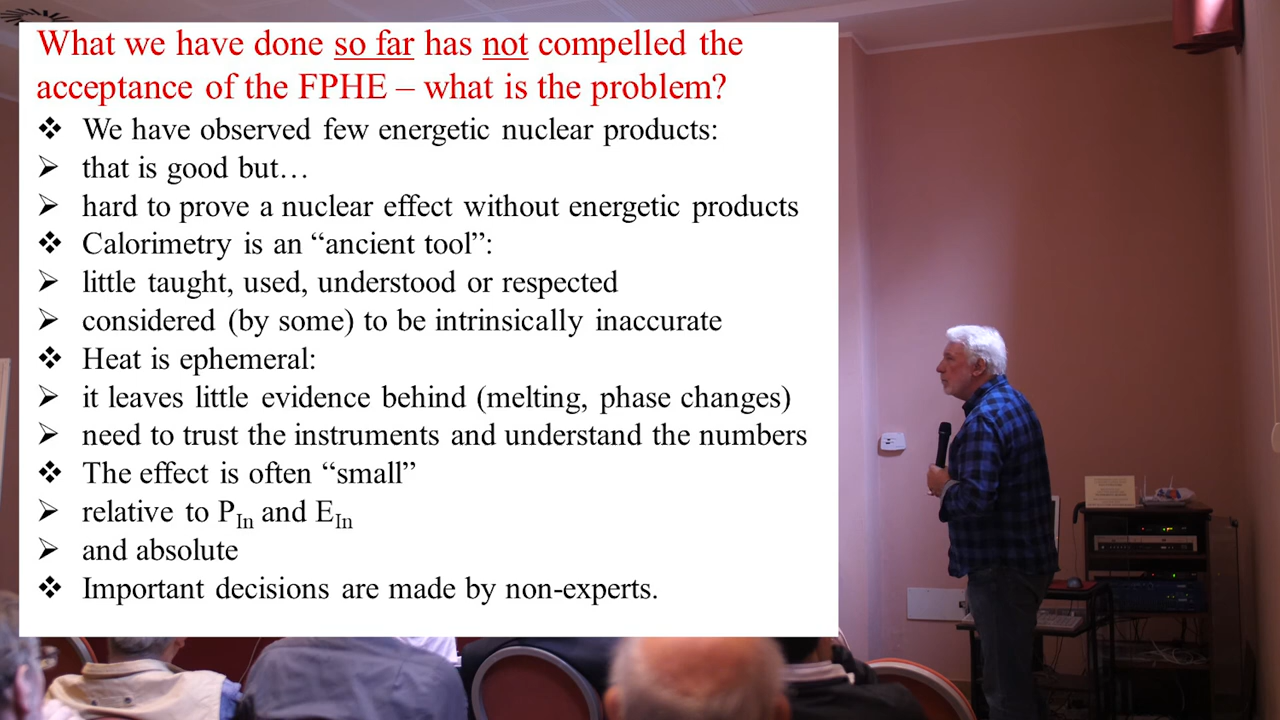 What we have done so far has not compelled the
acceptance of the FPHE – what is the problem?
❖ We have observed few energetic nuclear products:
➢ that is good but…
➢ hard to prove a nuclear effect without energetic products
❖ Calorimetry is an “ancient tool”:
➢ little taught, used, understood or respected
➢ considered (by some) to be intrinsically inaccurate
❖ Heat is ephemeral:
➢ it leaves little evidence behind (melting, phase changes)
➢ need to trust the instruments and understand the numbers
❖ The effect is often “small”
➢ relative to P_In and E_In
➢ and absolute
❖ Important decisions are made by non-experts.